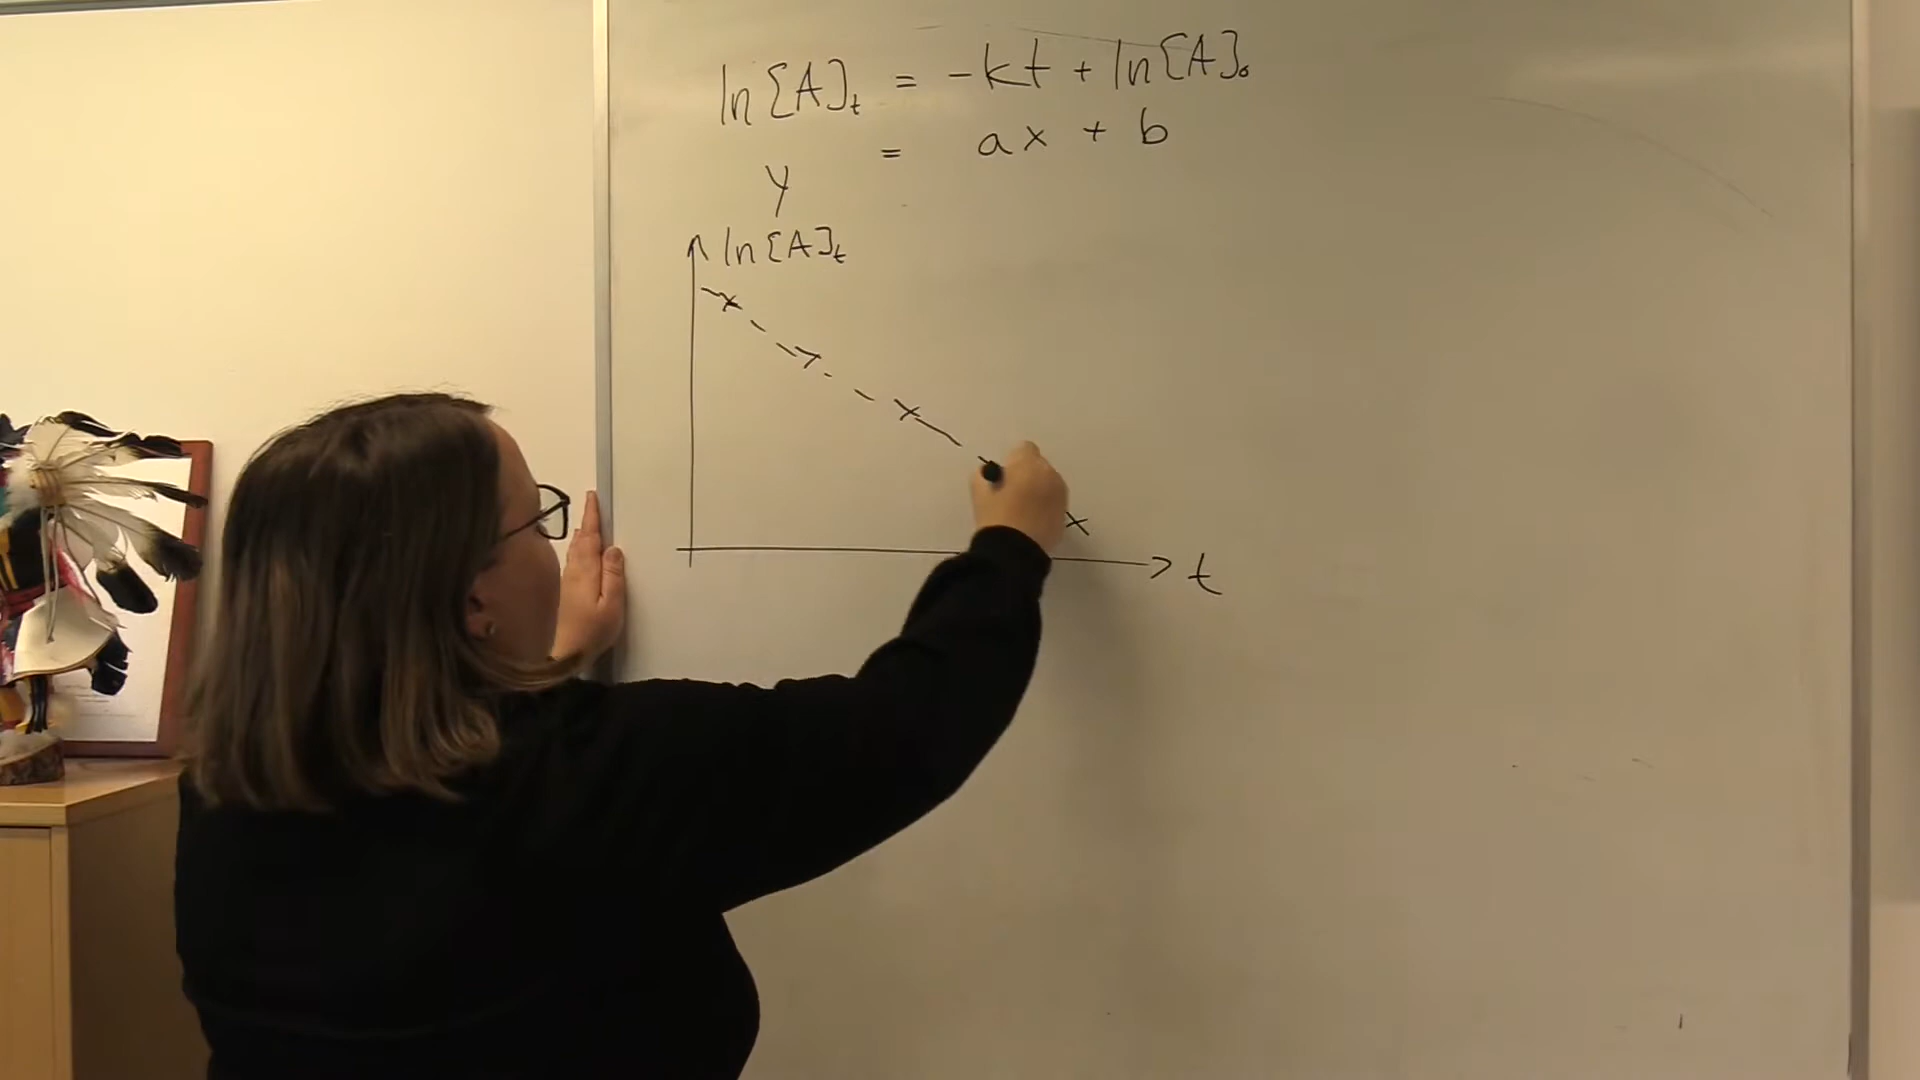 ln[A]t = -kt + ln[A]₀
y = ax + b
ln[A]t
t